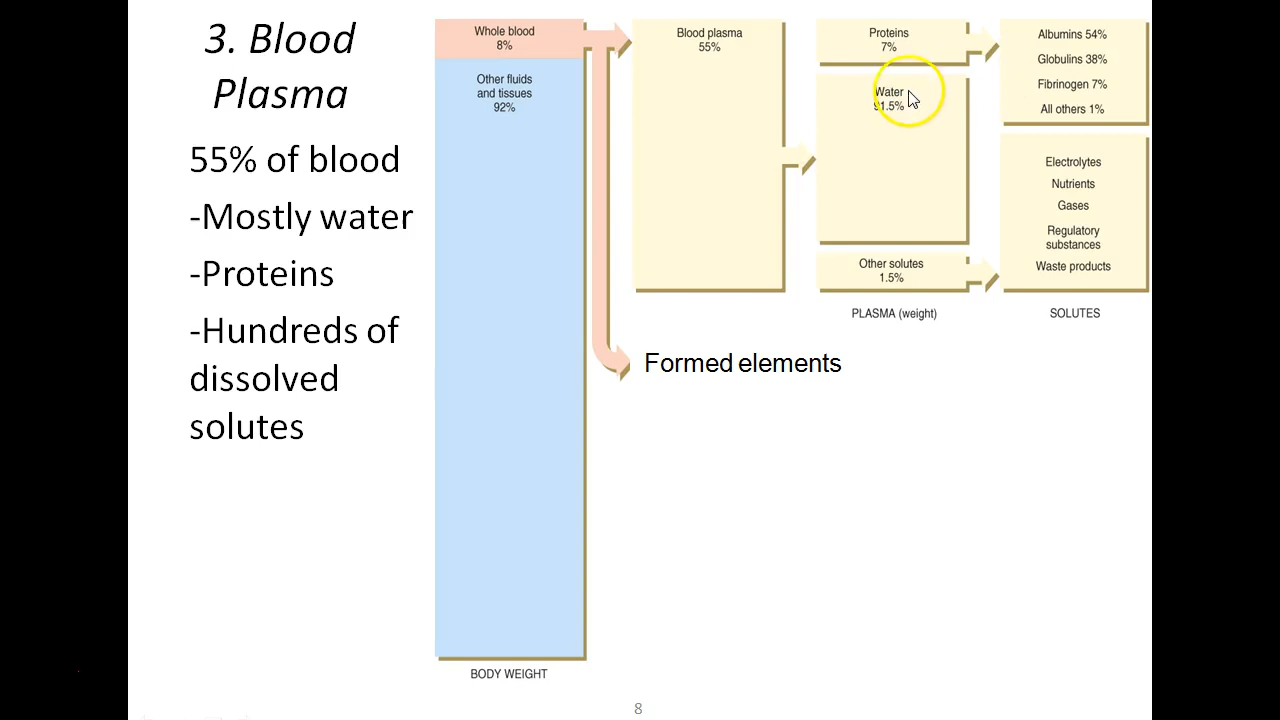 3. Blood
Plasma
55% of blood
-Mostly water
-Proteins
-Hundreds of
dissolved
solutes
Whole blood
8%
Other fluids
and tissues
92%
BODY WEIGHT
Blood plasma
55%
Formed elements
Proteins
7%
Water
91.5%
Other solutes
1.5%
PLASMA (weight)
Albumins 54%
Globulins 38%
Fibrinogen 7%
All others 1%
Electrolytes
Nutrients
Gases
Regulatory
substances
Waste products
SOLUTES
8